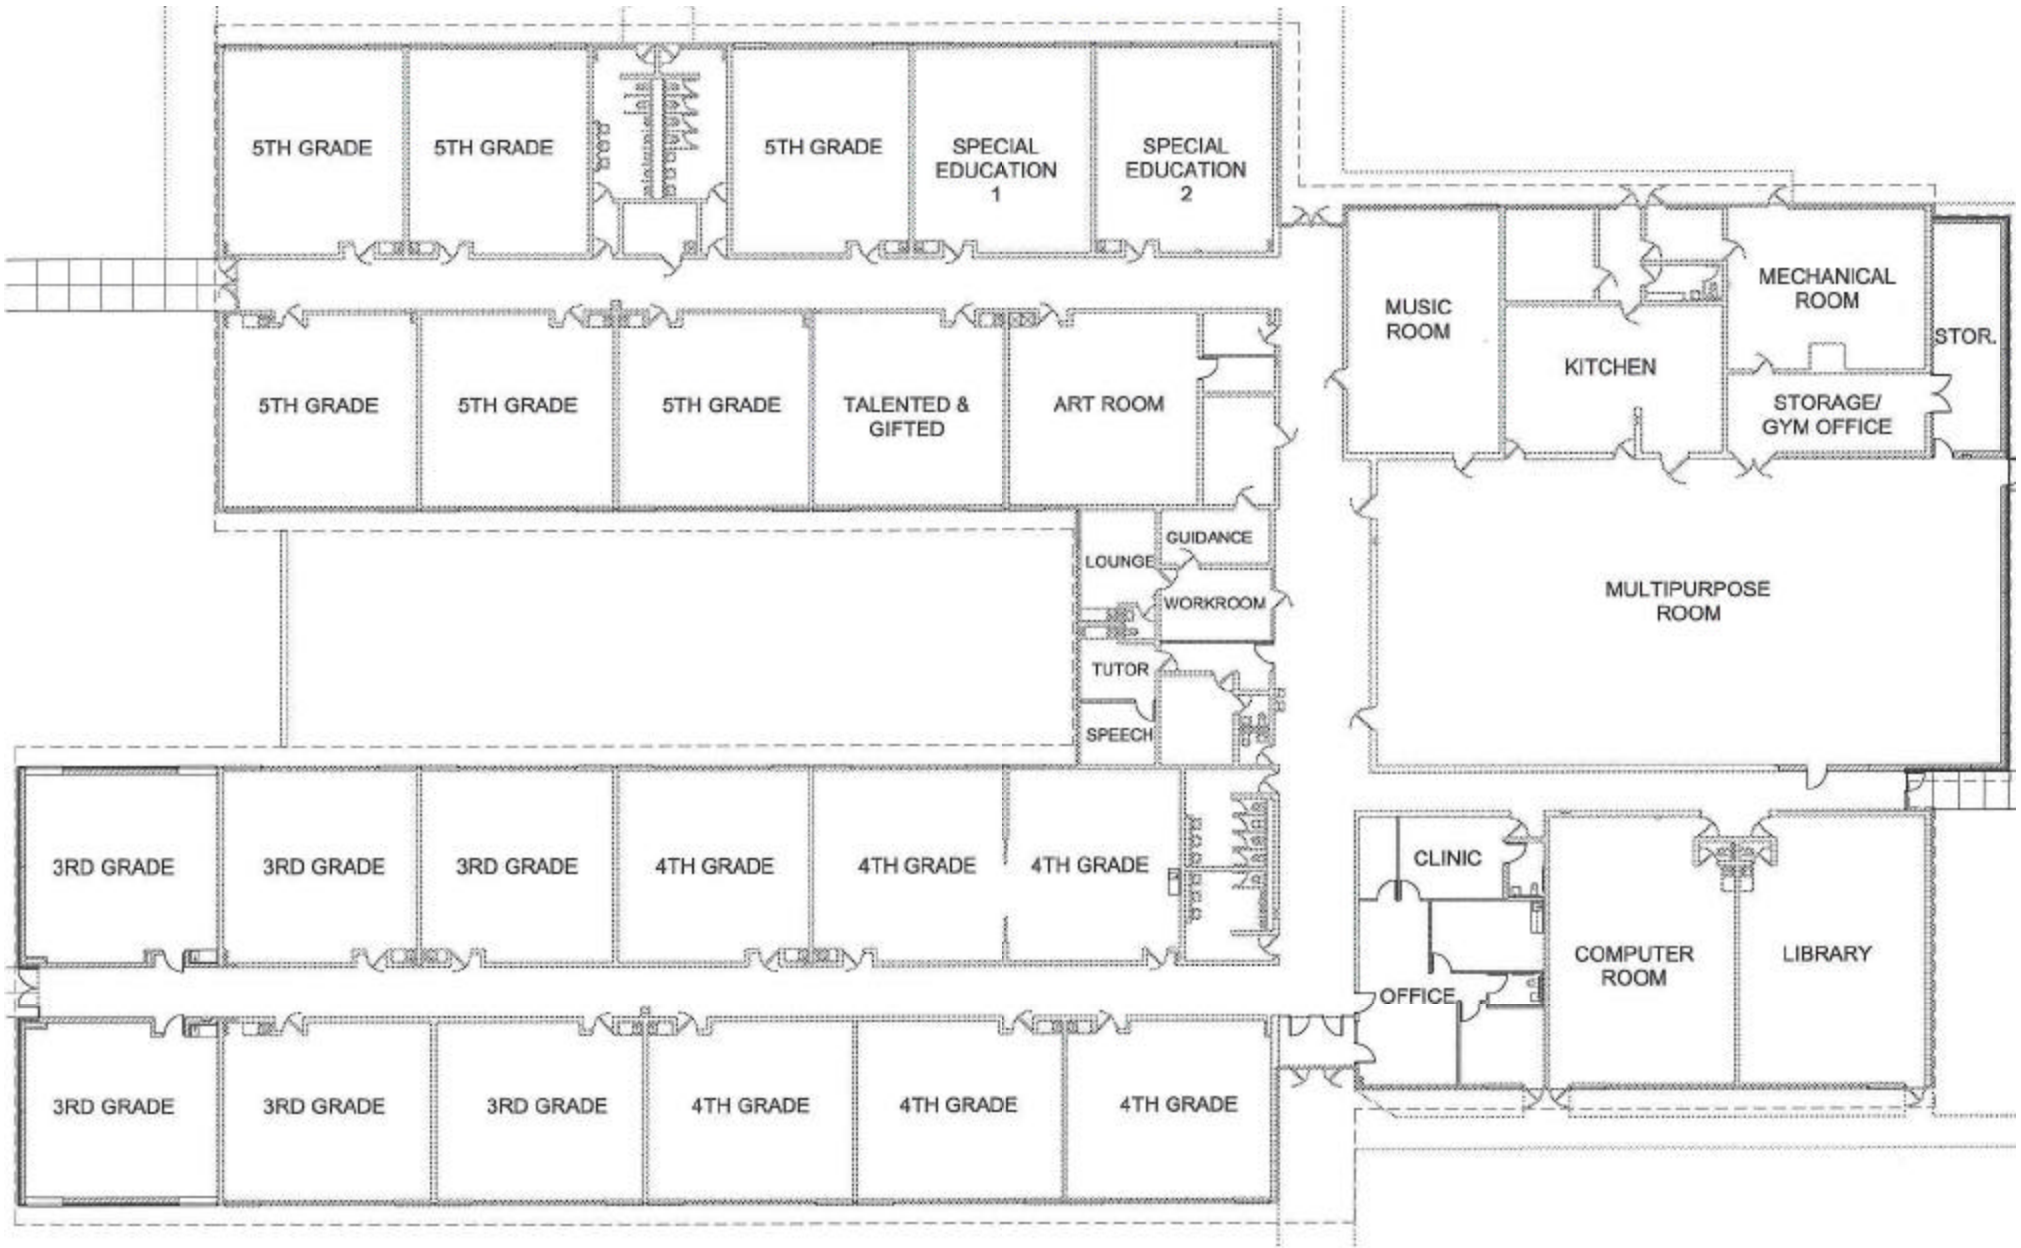 5TH GRADE
5TH GRADE
5TH GRADE
SPECIAL
EDUCATION
1
SPECIAL
EDUCATION
2
MUSIC
ROOM
KITCHEN
MECHANICAL
ROOM
STOR.
STORAGE/
GYM OFFICE
5TH GRADE
5TH GRADE
5TH GRADE
TALENTED &
GIFTED
ART ROOM
LOUNGE
GUIDANCE
WORKROOM
TUTOR
SPEECH
MULTIPURPOSE
ROOM
3RD GRADE
3RD GRADE
3RD GRADE
4TH GRADE
4TH GRADE
4TH GRADE
CLINIC
OFFICE
COMPUTER
ROOM
LIBRARY
3RD GRADE
3RD GRADE
3RD GRADE
4TH GRADE
4TH GRADE
4TH GRADE